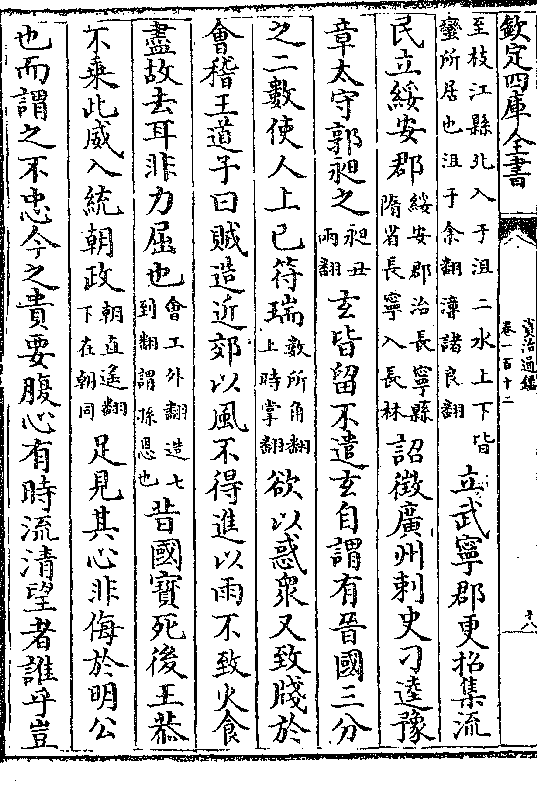 欽定四庫全書
資治通鑑
卷一百十二
十八
至枝江縣北入于沮二水上下皆
蠻所居也沮于余翻漳諸良翻
立武寧郡更招集流
民立綏安郡
綏安郡治長寧縣
隋省長寧入長林
詔徵廣州刺史刁逵豫
章太守郭昶之
昶丑
兩翻
玄皆留不遣玄自謂有晉國三分
之二數使人上已符瑞
數所角翻
上時掌翻
欲以惑衆又致牋於
會稽王道子曰賊造近郊以風不得進以雨不致火食
盡故去耳非力屈也
會工外翻造七
到翻謂孫恩也
昔國寶死後王恭
不乗此威入統朝政
朝直遙翻
下在朝同
足見其心非侮於明公
也而謂之不忠今之貴要腹心有時流清望者誰乎豈